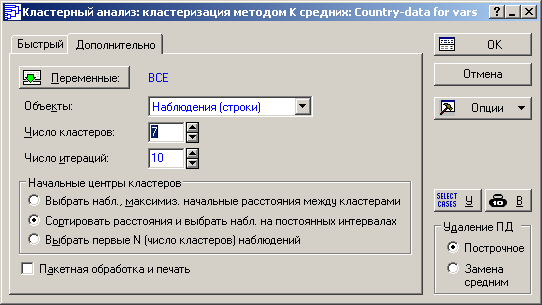 Кластерный анализ: кластеризация методом K средних: Country-data for vars
Быстрый Дополнительно
Переменные: ВСЕ
Объекты: Наблюдения (строки)
Число кластеров: 7
Число итераций: 10
Начальные центры кластеров
Выбрать набл., максимиз. начальные расстояния между кластерами
Сортировать расстояния и выбрать набл. на постоянных интервалах
Выбрать первые N (число кластеров) наблюдений
Пакетная обработка и печать
OK
Отмена
Опции
SELECT CASES У В
Удаление ПД
Построчное
Замена
средним